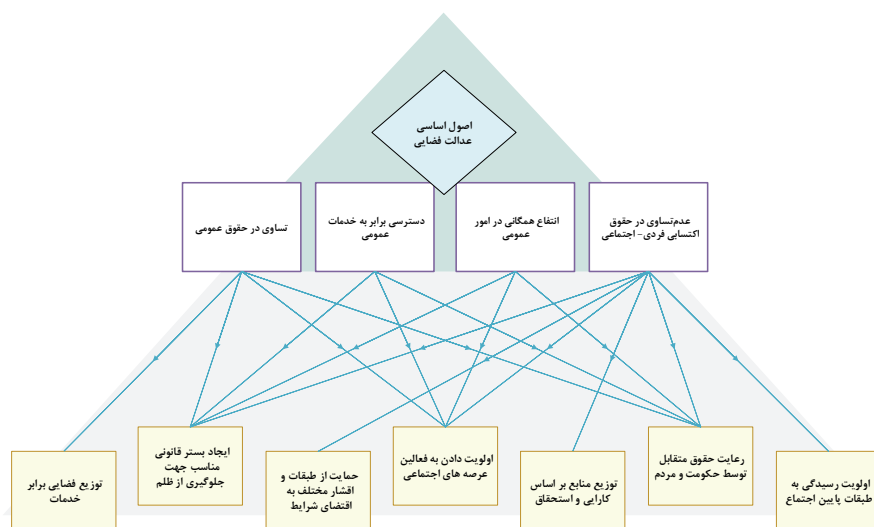 اصول اساسی
عدالت فضایی
عدم‌تساوی در حقوق
اکتسابی فردی- اجتماعی
انتفاع همگانی در امور
عمومی
دسترسی برابر به خدمات
عمومی
تساوی در حقوق عمومی
اولویت رسیدگی به
طبقات پایین اجتماع
رعایت حقوق متقابل
توسط حکومت و مردم
توزیع منابع بر اساس
کارایی و استحقاق
اولویت دادن به فعالین
عرصه های اجتماعی
حمایت از طبقات و
اقشار مختلف به
اقتضای شرایط
ایجاد بستر قانونی
مناسب جهت
جلوگیری از ظلم
توزیع فضایی برابر
خدمات